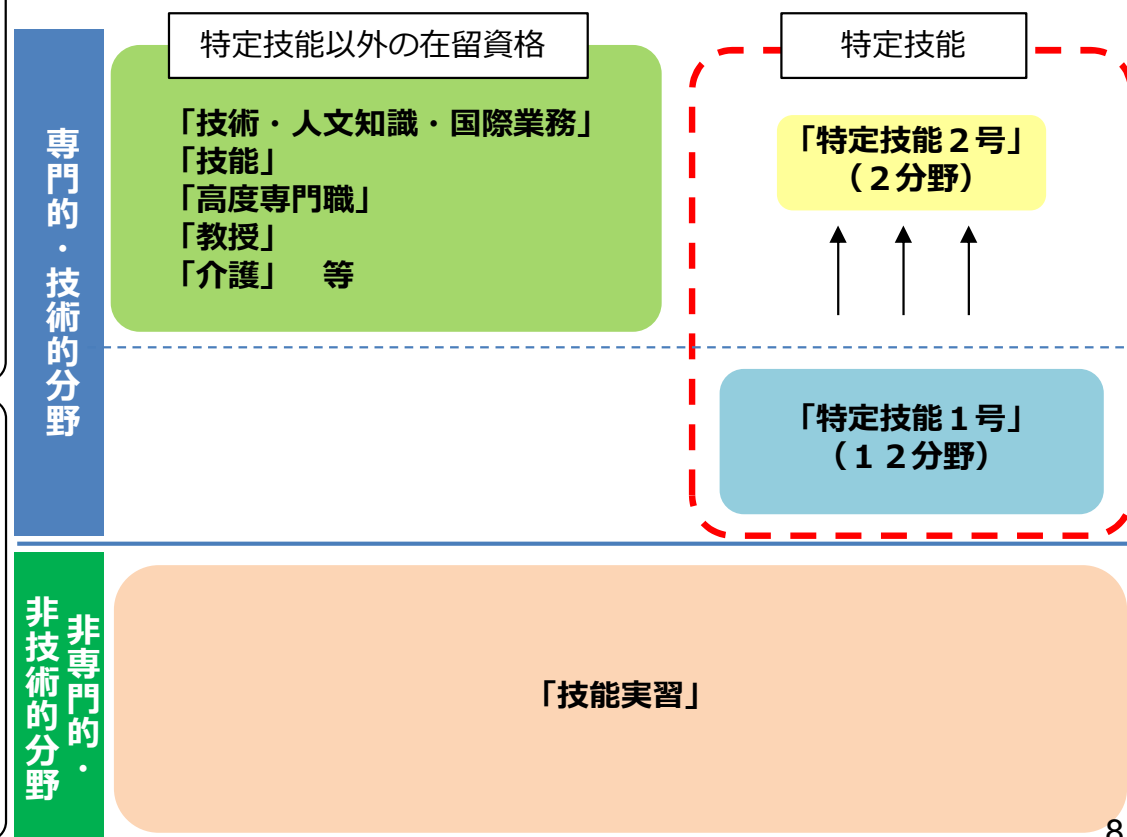 特定技能以外の在留資格
特定技能
専門的・技術的分野
「技術・人文知識・国際業務」
「技能」
「高度専門職」
「教授」
「介護」　等
「特定技能２号」
（２分野）
「特定技能１号」
（１２分野）
非専門的・
非技術的分野
「技能実習」
8